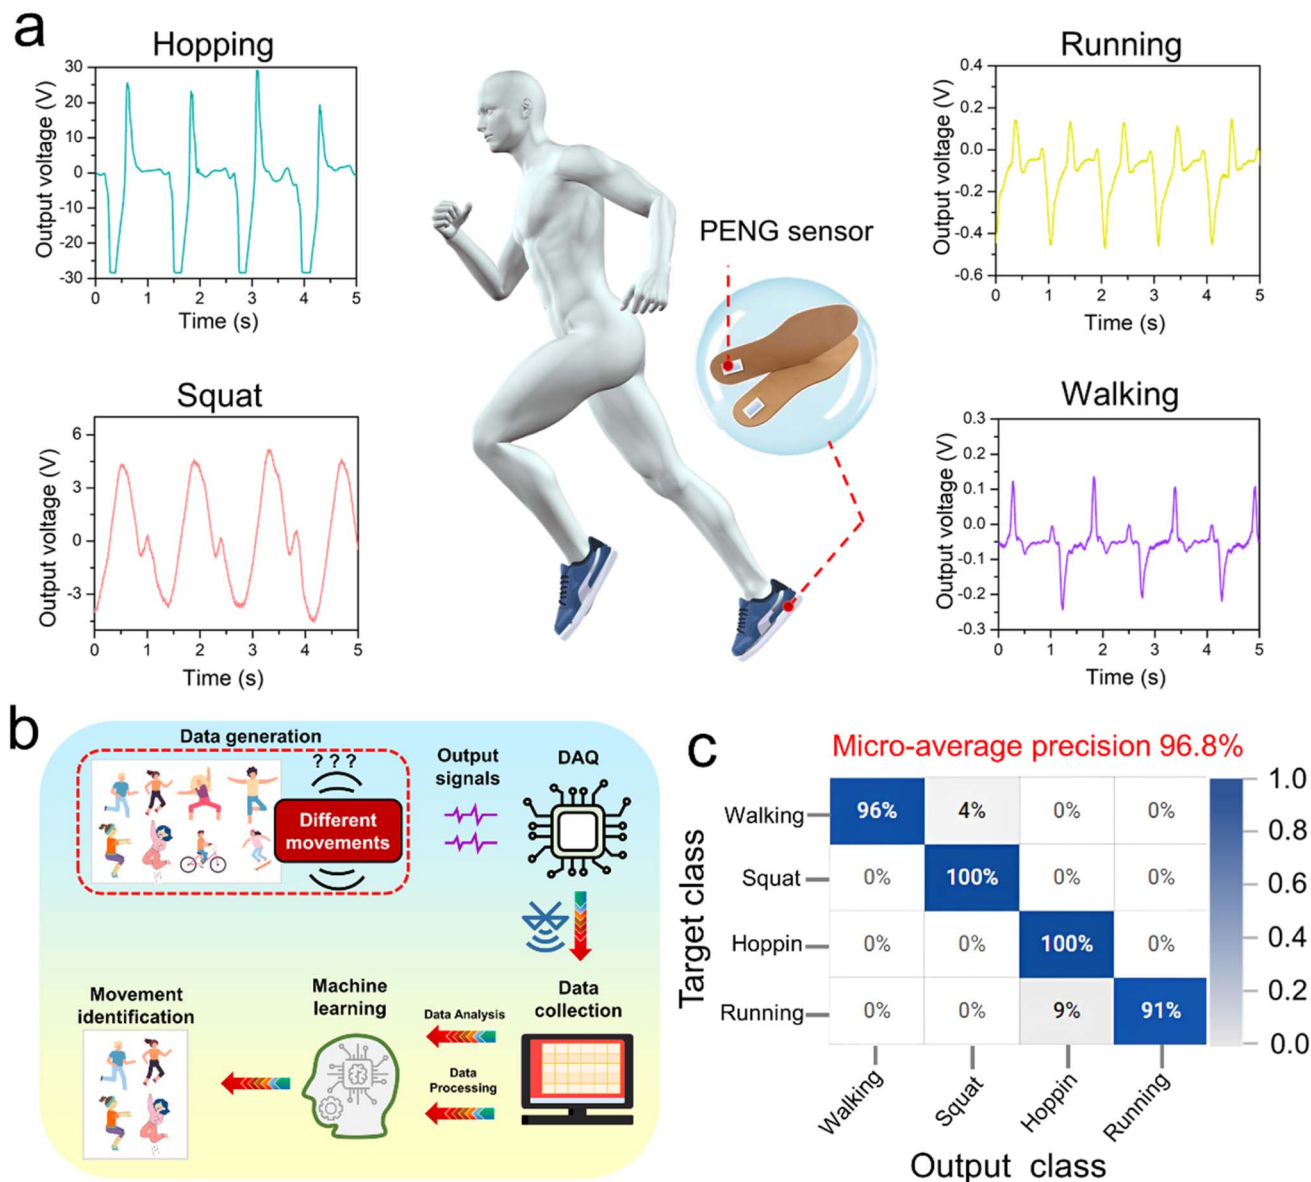 a
Hopping
Output voltage (V)
30
20
10
0
-10
-20
-30
0 1 2 3 4 5
Time (s)
Running
Output voltage (V)
0.4
0.2
0.0
-0.2
-0.4
-0.6
0 1 2 3 4 5
Time (s)
PENG sensor
Squat
Output voltage (V)
6
3
0
-3
0 1 2 3 4 5
Time (s)
Walking
Output voltage (V)
0.3
0.2
0.1
0.0
-0.1
-0.2
-0.3
0 1 2 3 4 5
Time (s)
b
Data generation
? ? ?
Different
movements
Output
signals
DAQ
Data
collection
Data Analysis
Data
Processing
Machine
learning
Movement
identification
c
Micro-average precision 96.8%
Target class
Walking 96% 4% 0% 0%
Squat 0% 100% 0% 0%
Hoppin 0% 0% 100% 0%
Running 0% 0% 9% 91%
Walking Squat Hoppin Running
Output class
1.0
0.8
0.6
0.4
0.2
0.0